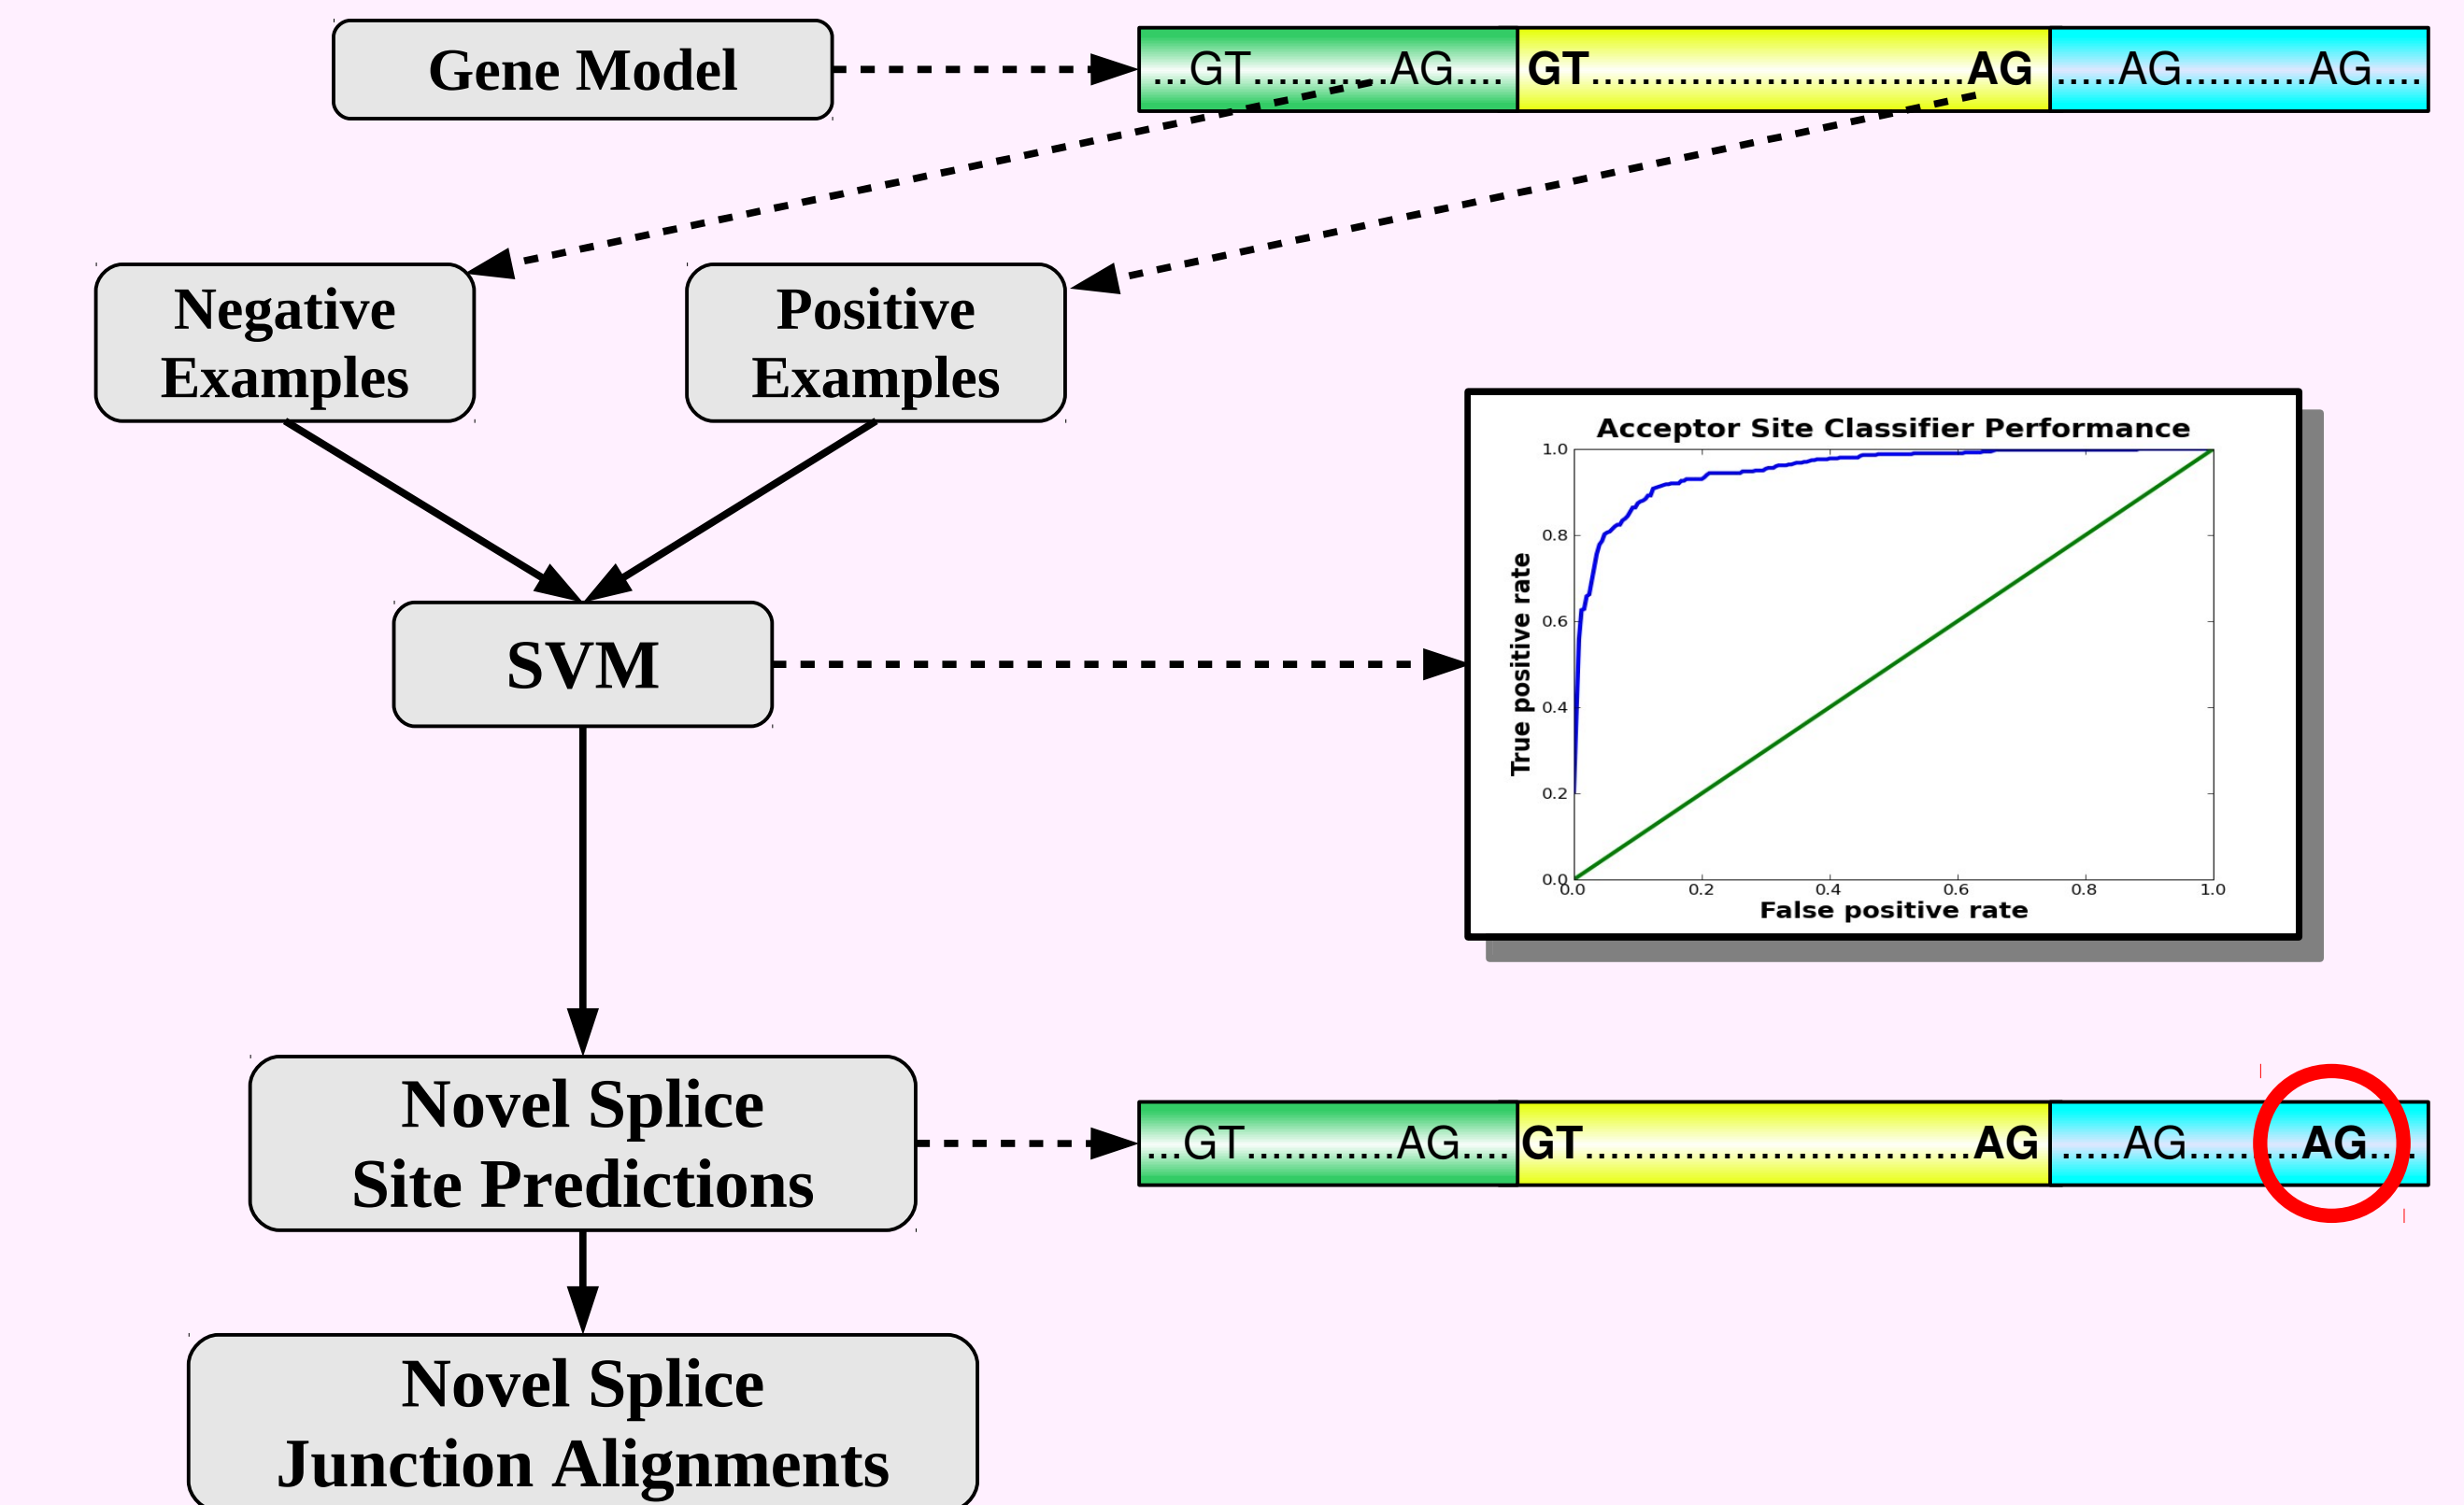 Gene Model
...GT...........AG....
GT..............................AG
.....AG..........AG....
Negative
Examples
Positive
Examples
SVM
Acceptor Site Classifier Performance
1.0
0.8
0.6
0.4
0.2
0.0
True positive rate
0.0 0.2 0.4 0.6 0.8 1.0
False positive rate
Novel Splice
Site Predictions
...GT............AG....
GT...............................AG
.....AG.........AG....
Novel Splice
Junction Alignments